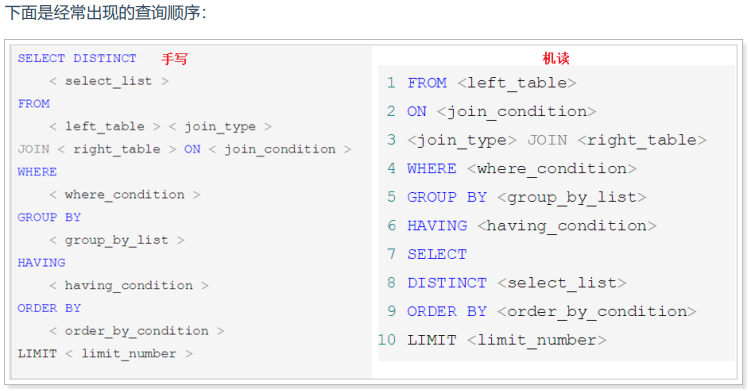 下面是经常出现的查询顺序：
SELECT DISTINCT 手写
< select_list >
FROM
< left_table > < join_type >
JOIN < right_table > ON < join_condition >
WHERE
< where_condition >
GROUP BY
< group_by_list >
HAVING
< having_condition >
ORDER BY
< order_by_condition >
LIMIT < limit_number >
机读
1 FROM <left_table>
2 ON <join_condition>
3 <join_type> JOIN <right_table>
4 WHERE <where_condition>
5 GROUP BY <group_by_list>
6 HAVING <having_condition>
7 SELECT
8 DISTINCT <select_list>
9 ORDER BY <order_by_condition>
10 LIMIT <limit_number>